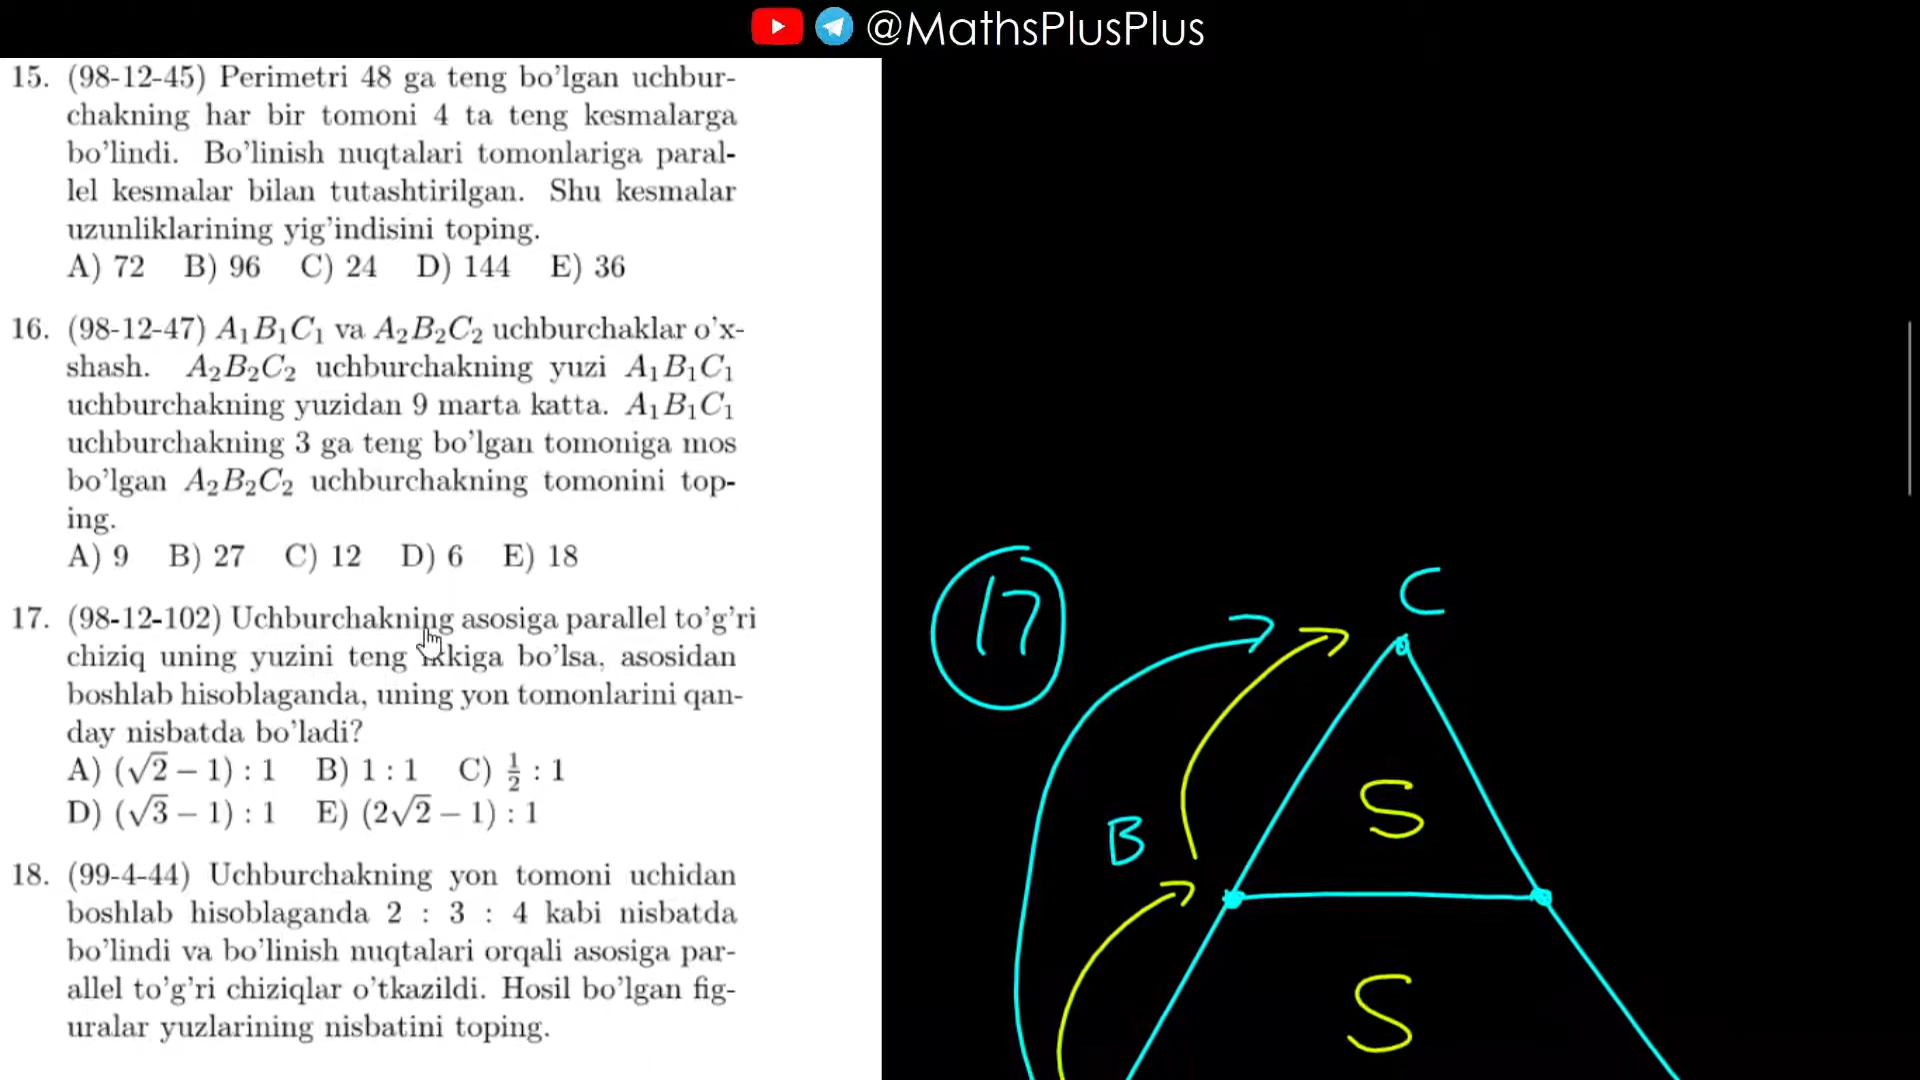 @MathsPlusPlus
15. (98-12-45) Perimetri 48 ga teng bo'lgan uchbur-
chakning har bir tomoni 4 ta teng kesmalarga
bo'lindi. Bo'linish nuqtalari tomonlariga paral-
lel kesmalar bilan tutashtirilgan. Shu kesmalar
uzunliklarining yig'indisini toping.
A) 72 B) 96 C) 24 D) 144 E) 36
16. (98-12-47) A₁B₁C₁ va A₂B₂C₂ uchburchaklar o'x-
shash. A₂B₂C₂ uchburchakning yuzi A₁B₁C₁
uchburchakning yuzidan 9 marta katta. A₁B₁C₁
uchburchakning 3 ga teng bo'lgan tomoniga mos
bo'lgan A₂B₂C₂ uchburchakning tomonini top-
ing.
A) 9 B) 27 C) 12 D) 6 E) 18
17. (98-12-102) Uchburchakning asosiga parallel to'g'ri
chiziq uning yuzini teng ikkiga bo'lsa, asosidan
boshlab hisoblaganda, uning yon tomonlarini qan-
day nisbatda bo'ladi?
A) (√2 − 1) : 1 B) 1 : 1 C) ½ : 1
D) (√3 − 1) : 1 E) (2√2 − 1) : 1
18. (99-4-44) Uchburchakning yon tomoni uchidan
boshlab hisoblaganda 2 : 3 : 4 kabi nisbatda
bo'lindi va bo'linish nuqtalari orqali asosiga par-
allel to'g'ri chiziqlar o'tkazildi. Hosil bo'lgan fig-
uralar yuzlarining nisbatini toping.
17
C
S
B
S